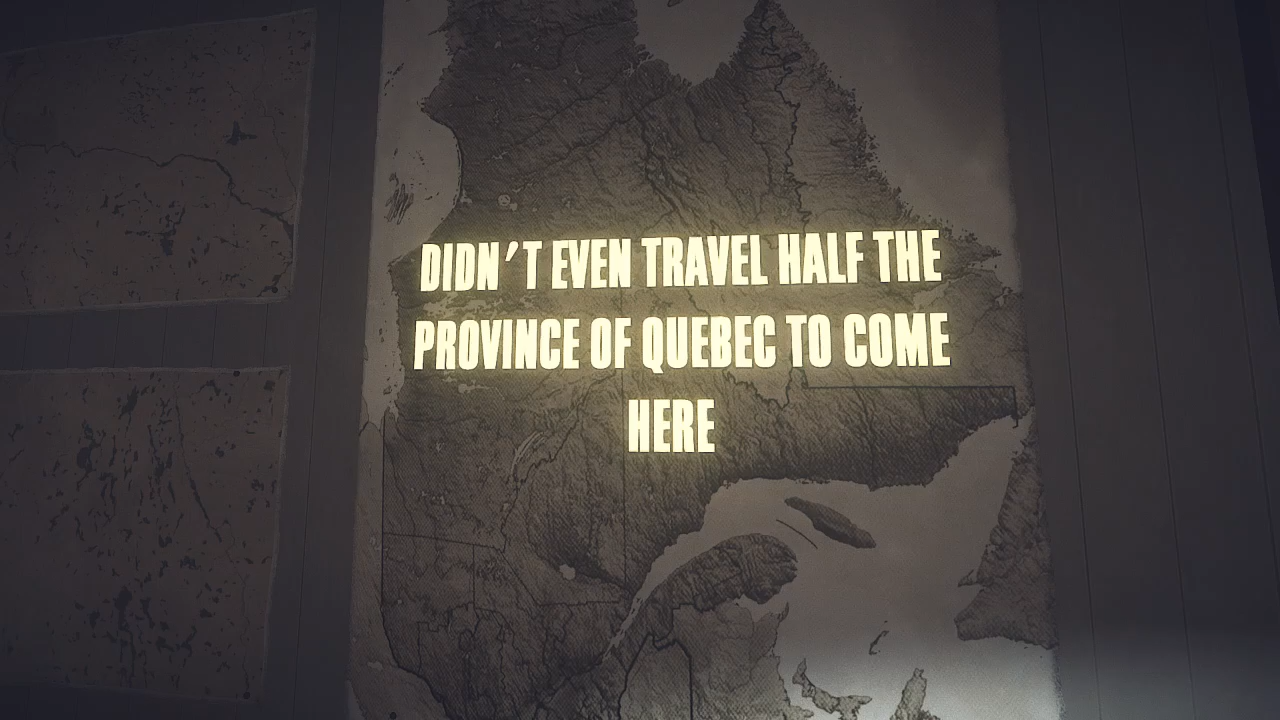 DIDN'T EVEN TRAVEL HALF THE
PROVINCE OF QUEBEC TO COME
HERE